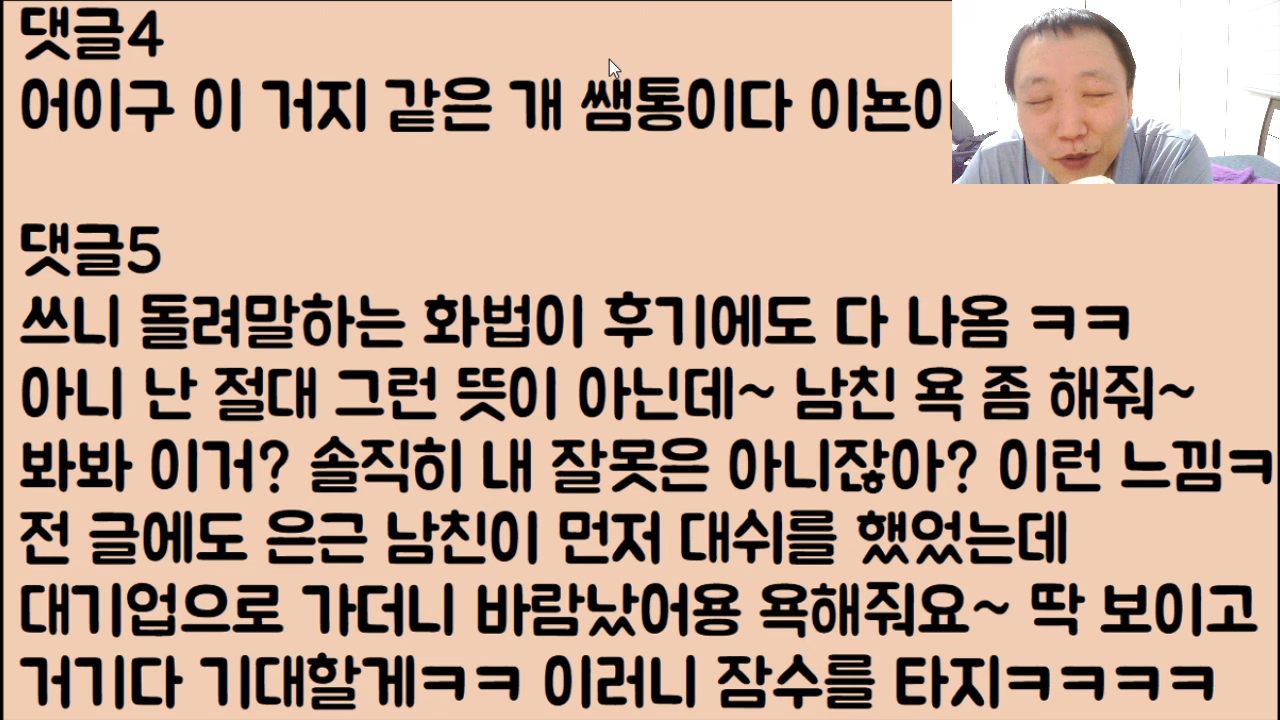 댓글4
어이구 이 거지 같은 개 쌤통이다 이뇬아
댓글5
쓰니 돌려말하는 화법이 후기에도 다 나옴 ㅋㅋ
아니 난 절대 그런 뜻이 아닌데~ 남친 욕 좀 해줘~
봐봐 이거? 솔직히 내 잘못은 아니잖아? 이런 느낌ㅋ
전 글에도 은근 남친이 먼저 대쉬를 했었는데
대기업으로 가더니 바람났어용 욕해줘요~ 딱 보이고
거기다 기대할게ㅋㅋ 이러니 잠수를 타지ㅋㅋㅋㅋ